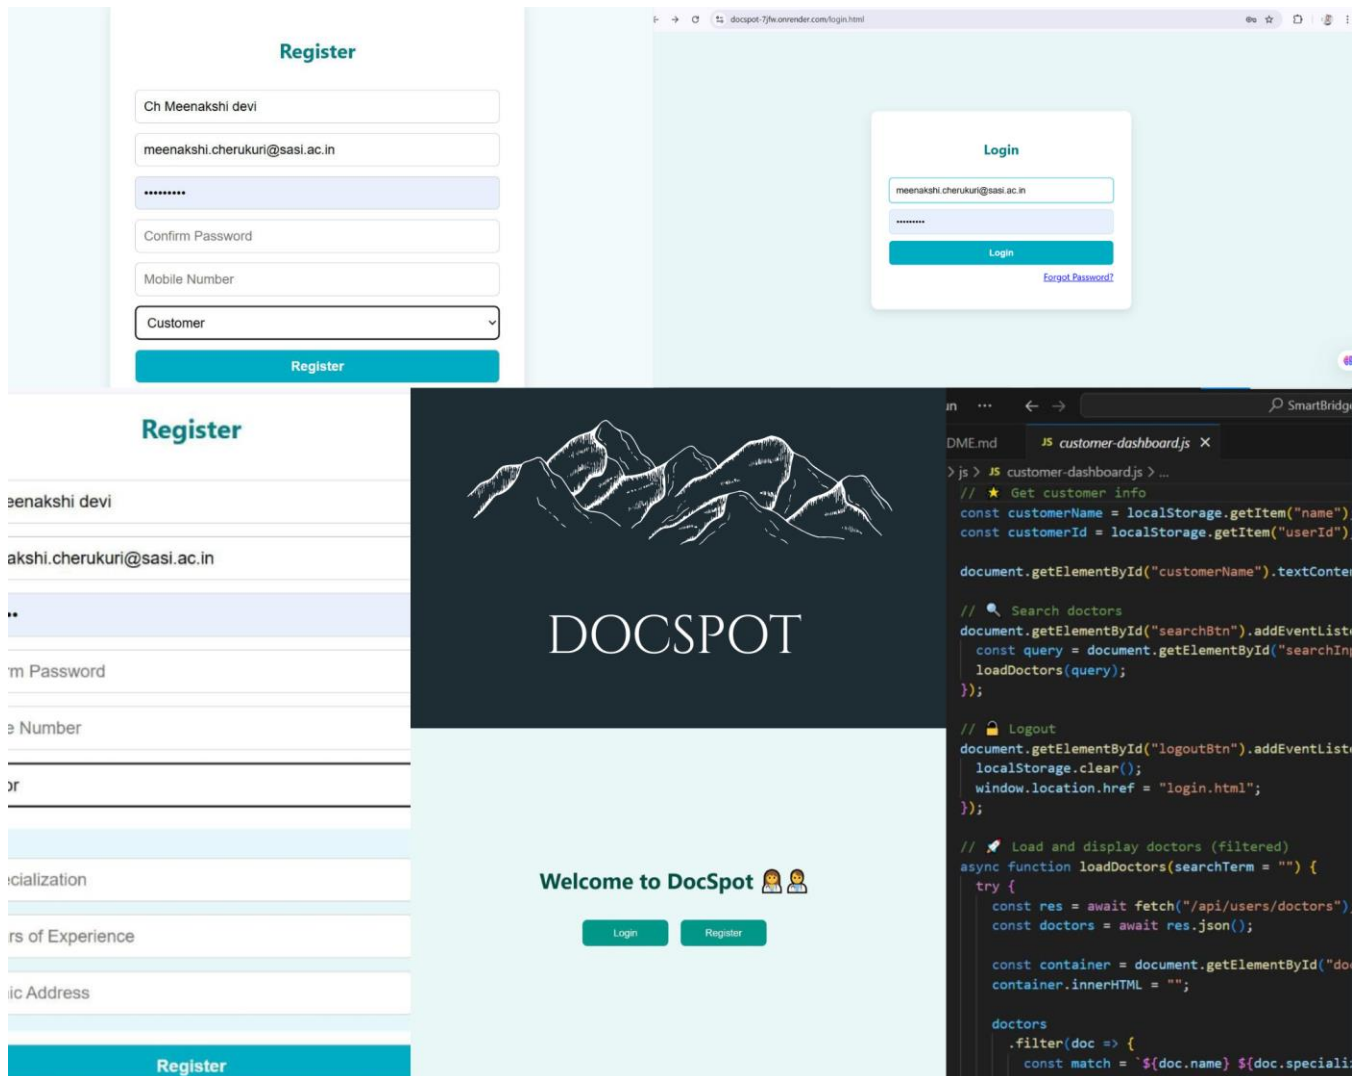 Register
Ch Meenakshi devi
meenakshi.cherukuri@sasi.ac.in
•••••••••
Confirm Password
Mobile Number
Customer
Register
docspot-7jfw.onrender.com/login.html
Login
meenakshi.cherukuri@sasi.ac.in
•••••••••
Login
Forgot Password?
Register
eenakshi devi
akshi.cherukuri@sasi.ac.in
••
rm Password
e Number
or
ecialization
rs of Experience
ic Address
Register
DOCSPOT
Welcome to DocSpot 👩‍⚕️👨‍⚕️
Login
Register
un ··· ← → SmartBridge
DME.md JS customer-dashboard.js ×
> js > JS customer-dashboard.js > ...
// ⭐ Get customer info
const customerName = localStorage.getItem("name")
const customerId = localStorage.getItem("userId")
document.getElementById("customerName").textConte
// 🔍 Search doctors
document.getElementById("searchBtn").addEventListe
const query = document.getElementById("searchInp
loadDoctors(query);
});
// 🔓 Logout
document.getElementById("logoutBtn").addEventListe
localStorage.clear();
window.location.href = "login.html";
});
// 🚀 Load and display doctors (filtered)
async function loadDoctors(searchTerm = "") {
try {
const res = await fetch("/api/users/doctors")
const doctors = await res.json();
const container = document.getElementById("do
container.innerHTML = "";
doctors
.filter(doc => {
const match = `${doc.name} ${doc.speciali